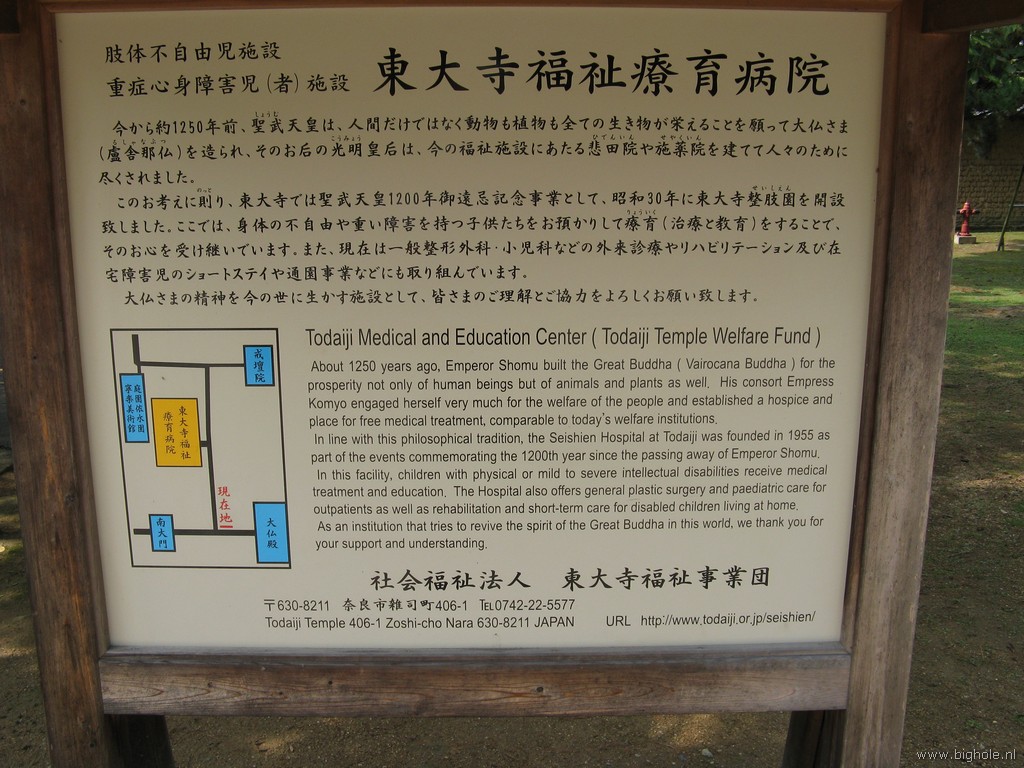 肢体不自由児施設
重症心身障害児(者)施設
東大寺福祉療育病院
今から約1250年前、聖武天皇は、人間だけではなく動物も植物も全ての生き物が栄えることを願って大仏さま
(盧舎那仏)を造られ、そのお后の光明皇后は、今の福祉施設にあたる悲田院や施薬院を建てて人々のために
尽くされました。
このお考えに則り、東大寺では聖武天皇1200年御遠忌記念事業として、昭和30年に東大寺整肢園を開設
致しました。ここでは、身体の不自由や重い障害を持つ子供たちをお預かりして療育(治療と教育)をすることで、
そのお心を受け継いでいます。また、現在は一般整形外科・小児科などの外来診療やリハビリテーション及び在
宅障害児のショートステイや通園事業などにも取り組んでいます。
大仏さまの精神を今の世に生かす施設として、皆さまのご理解とご協力をよろしくお願い致します。
戒壇院
庭園依水園
寧楽美術館
東大寺福祉
療育病院
現在地
南大門
大仏殿
Todaiji Medical and Education Center ( Todaiji Temple Welfare Fund )
About 1250 years ago, Emperor Shomu built the Great Buddha ( Vairocana Buddha ) for the
prosperity not only of human beings but of animals and plants as well. His consort Empress
Komyo engaged herself very much for the welfare of the people and established a hospice and
place for free medical treatment, comparable to today's welfare institutions.
In line with this philosophical tradition, the Seishien Hospital at Todaiji was founded in 1955 as
part of the events commemorating the 1200th year since the passing away of Emperor Shomu.
In this facility, children with physical or mild to severe intellectual disabilities receive medical
treatment and education. The Hospital also offers general plastic surgery and paediatric care for
outpatients as well as rehabilitation and short-term care for disabled children living at home.
As an institution that tries to revive the spirit of the Great Buddha in this world, we thank you for
your support and understanding.
社会福祉法人 東大寺福祉事業団
〒630-8211 奈良市雑司町406-1 TEL0742-22-5577
Todaiji Temple 406-1 Zoshi-cho Nara 630-8211 JAPAN URL http://www.todaiji.or.jp/seishien/
www.bighole.nl